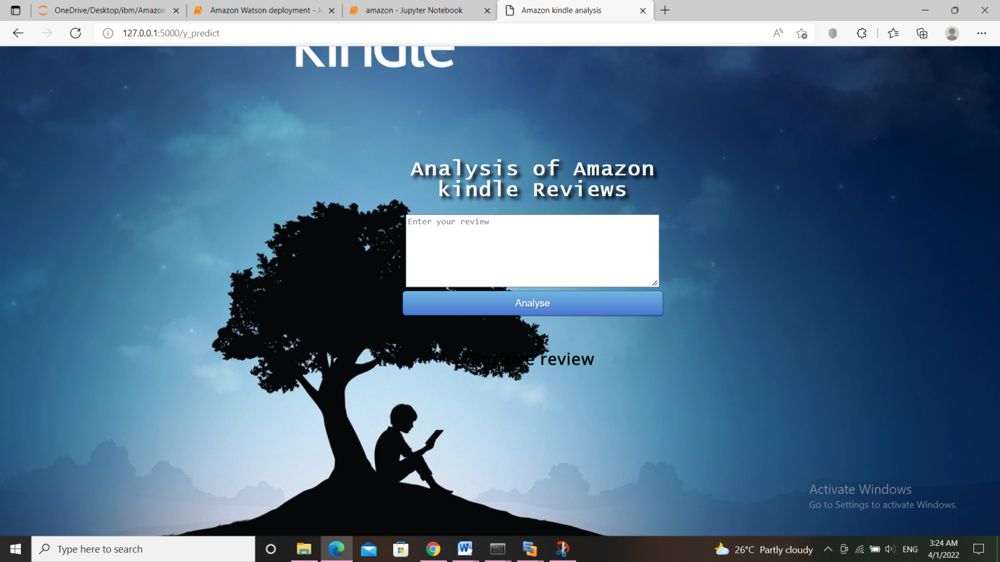 OneDrive/Desktop/ibm/Amazon
Amazon Watson deployment - Ju
amazon - Jupyter Notebook
Amazon kindle analysis
127.0.0.1:5000/y_predict
kindle
Analysis of Amazon
kindle Reviews
Enter your review
Analyse
Positive review
Activate Windows
Go to Settings to activate Windows.
Type here to search
26°C Partly cloudy
ENG
3:24 AM
4/1/2022